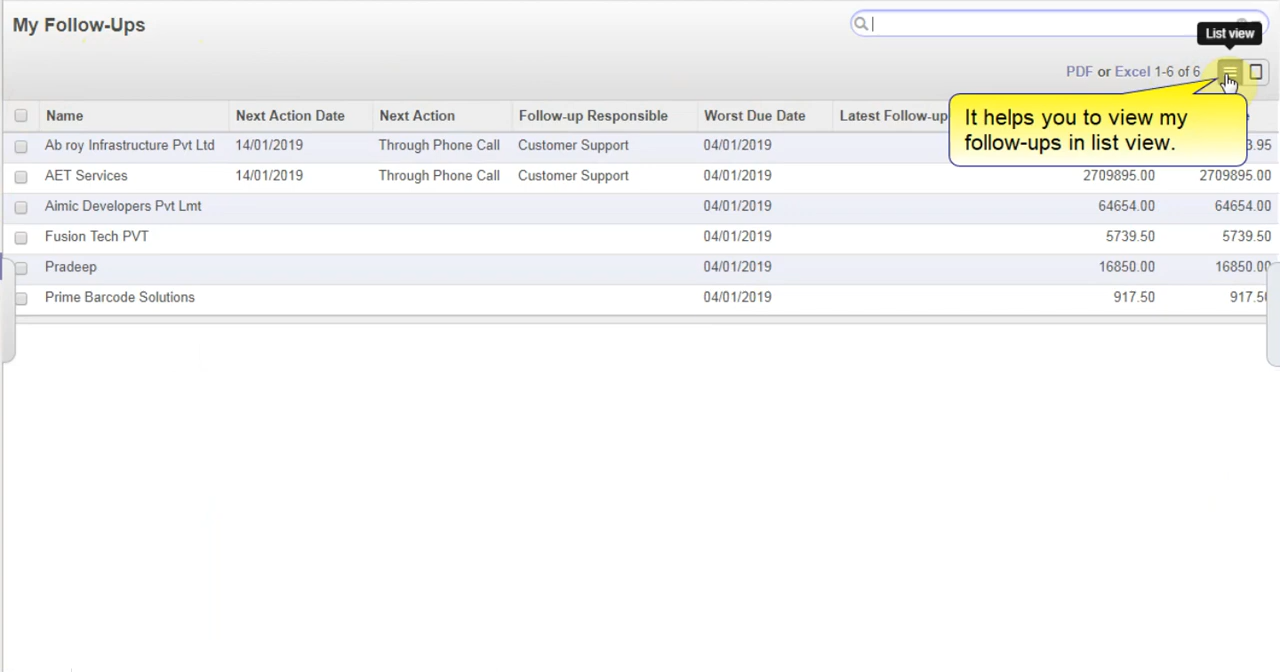 My Follow-Ups
List view
PDF or Excel 1-6 of 6
It helps you to view my
follow-ups in list view.
Name Next Action Date Next Action Follow-up Responsible Worst Due Date Latest Follow-up
Ab roy Infrastructure Pvt Ltd 14/01/2019 Through Phone Call Customer Support 04/01/2019
AET Services 14/01/2019 Through Phone Call Customer Support 04/01/2019 2709895.00 2709895.00
Aimic Developers Pvt Lmt 04/01/2019 64654.00 64654.00
Fusion Tech PVT 04/01/2019 5739.50 5739.50
Pradeep 04/01/2019 16850.00 16850.00
Prime Barcode Solutions 04/01/2019 917.50 917.50